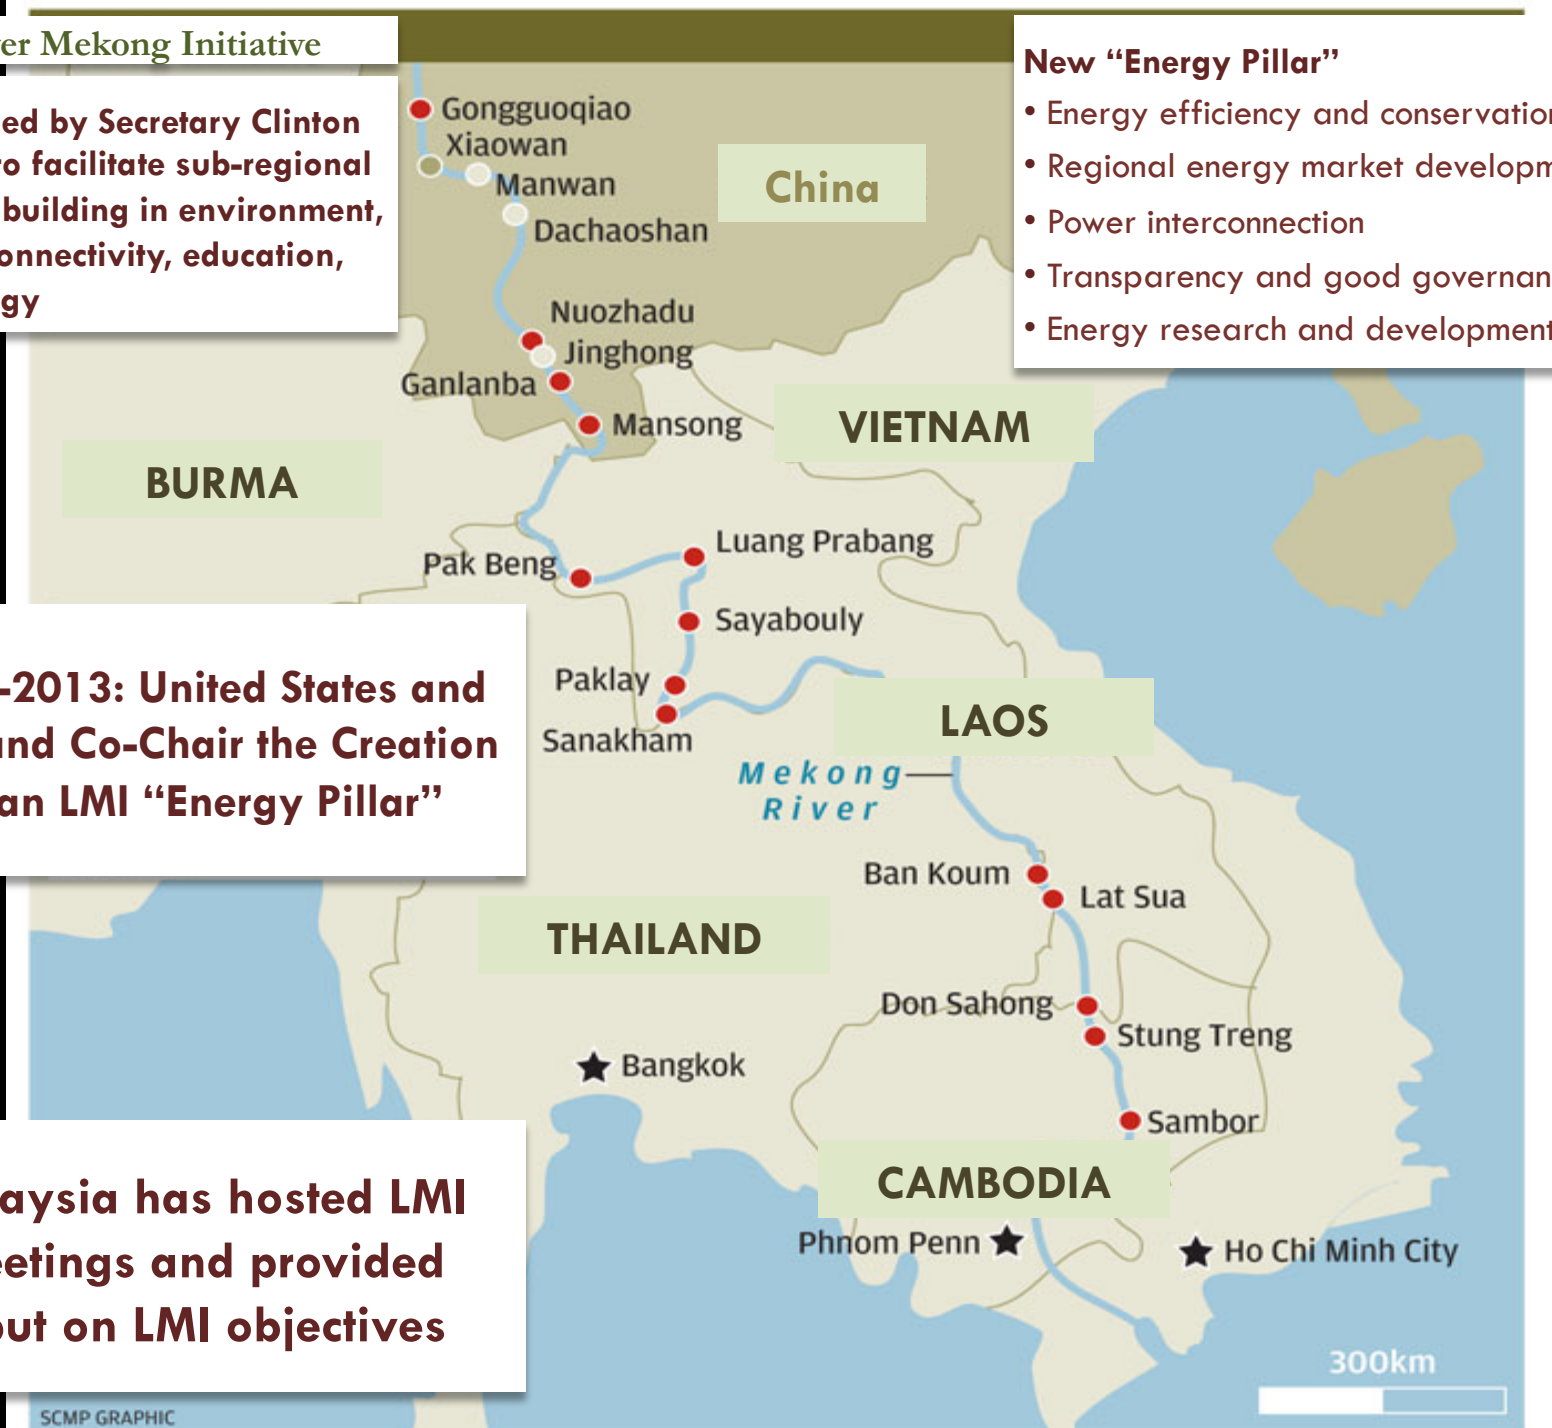 er Mekong Initiative
ed by Secretary Clinton
to facilitate sub-regional
building in environment,
onnectivity, education,
gy
New “Energy Pillar”
• Energy efficiency and conservation
• Regional energy market developm
• Power interconnection
• Transparency and good governan
• Energy research and development
Gongguoqiao
Xiaowan
Manwan
Dachaoshan
China
Nuozhadu
Jinghong
Ganlanba
Mansong
VIETNAM
BURMA
Luang Prabang
Pak Beng
Sayabouly
Paklay
Sanakham
LAOS
Mekong
River
-2013: United States and
and Co-Chair the Creation
an LMI “Energy Pillar”
Ban Koum
Lat Sua
THAILAND
Don Sahong
Stung Treng
Bangkok
Sambor
CAMBODIA
Phnom Penn
Ho Chi Minh City
aysia has hosted LMI
eetings and provided
out on LMI objectives
300km
SCMP GRAPHIC